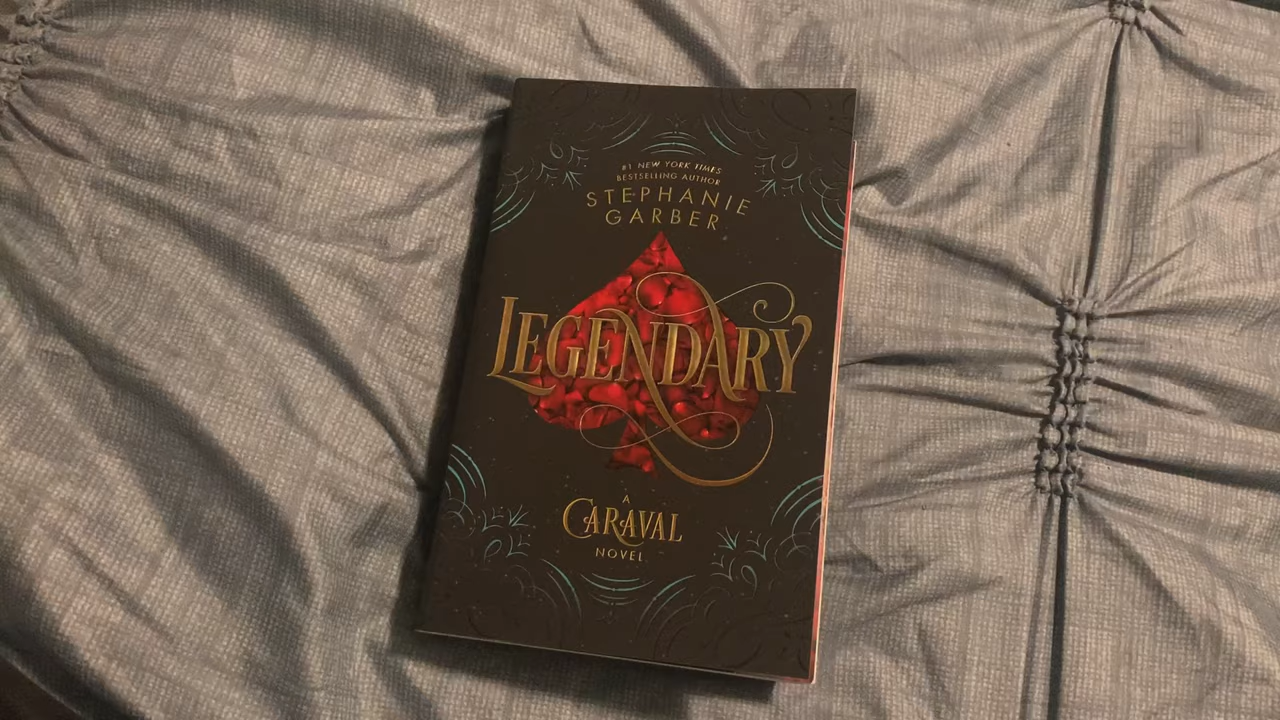 #1 NEW YORK TIMES
BESTSELLING AUTHOR
STEPHANIE
GARBER
LEGENDARY
A
CARAVAL
NOVEL